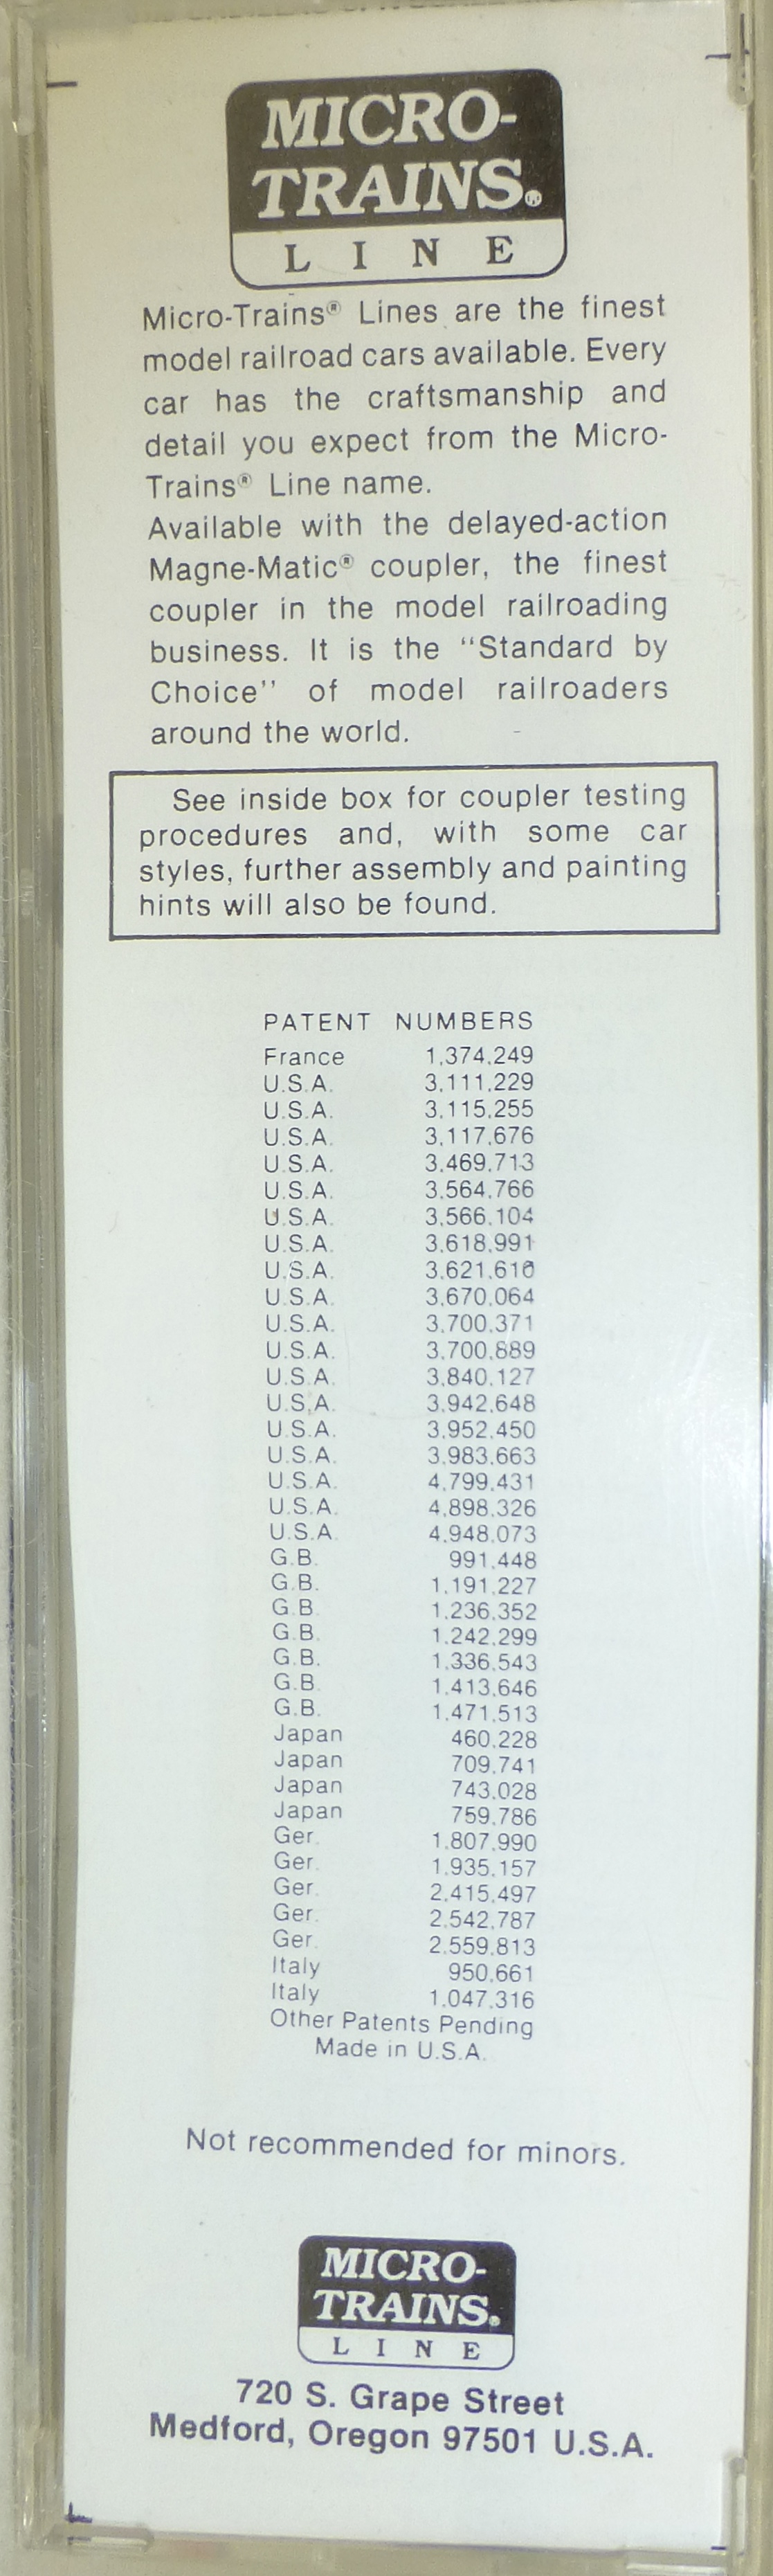 MICRO-
TRAINS®
LINE
Micro-Trains® Lines are the finest
model railroad cars available. Every
car has the craftsmanship and
detail you expect from the Micro-
Trains® Line name.
Available with the delayed-action
Magne-Matic® coupler, the finest
coupler in the model railroading
business. It is the “Standard by
Choice” of model railroaders
around the world.
See inside box for coupler testing
procedures and, with some car
styles, further assembly and painting
hints will also be found.
PATENT NUMBERS
France 1,374,249
U.S.A. 3,111,229
U.S.A. 3,115,255
U.S.A. 3,117,676
U.S.A. 3,469,713
U.S.A. 3,564,766
U.S.A. 3,566,104
U.S.A. 3,618,991
U.S.A. 3,621,610
U.S.A. 3,670,064
U.S.A. 3,700,371
U.S.A. 3,700,889
U.S.A. 3,840,127
U.S.A. 3,942,648
U.S.A. 3,952,450
U.S.A. 3,983,663
U.S.A. 4,799,431
U.S.A. 4,898,326
U.S.A. 4,948,073
G.B. 991,448
G.B. 1,191,227
G.B. 1,236,352
G.B. 1,242,299
G.B. 1,336,543
G.B. 1,413,646
G.B. 1,471,513
Japan 460,228
Japan 709,741
Japan 743,028
Japan 759,786
Ger. 1,807,990
Ger. 1,935,157
Ger. 2,415,497
Ger. 2,542,787
Ger. 2,559,813
Italy 950,661
Italy 1,047,316
Other Patents Pending
Made in U.S.A.
Not recommended for minors.
MICRO-
TRAINS®
LINE
720 S. Grape Street
Medford, Oregon 97501 U.S.A.